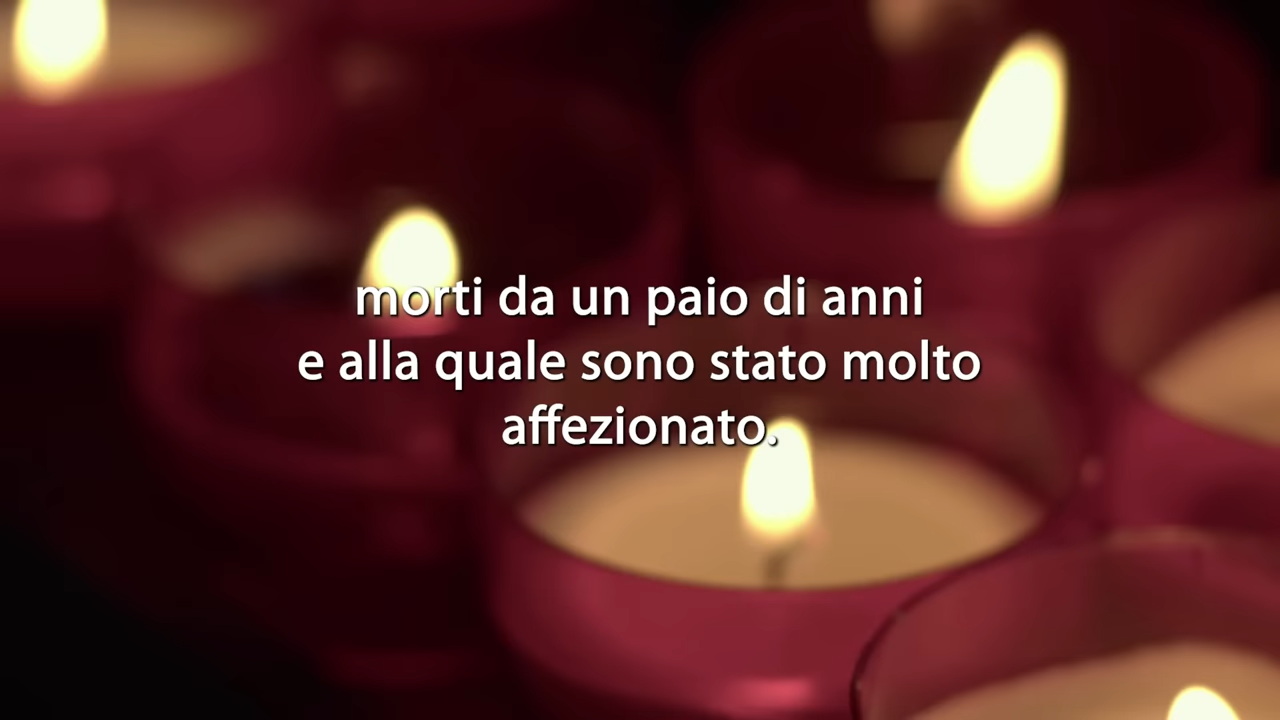 morti da un paio di anni
e alla quale sono stato molto
affezionato.